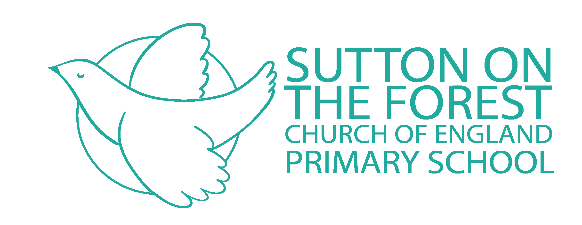 SUTTON ON
THE FOREST
CHURCH OF ENGLAND
PRIMARY SCHOOL